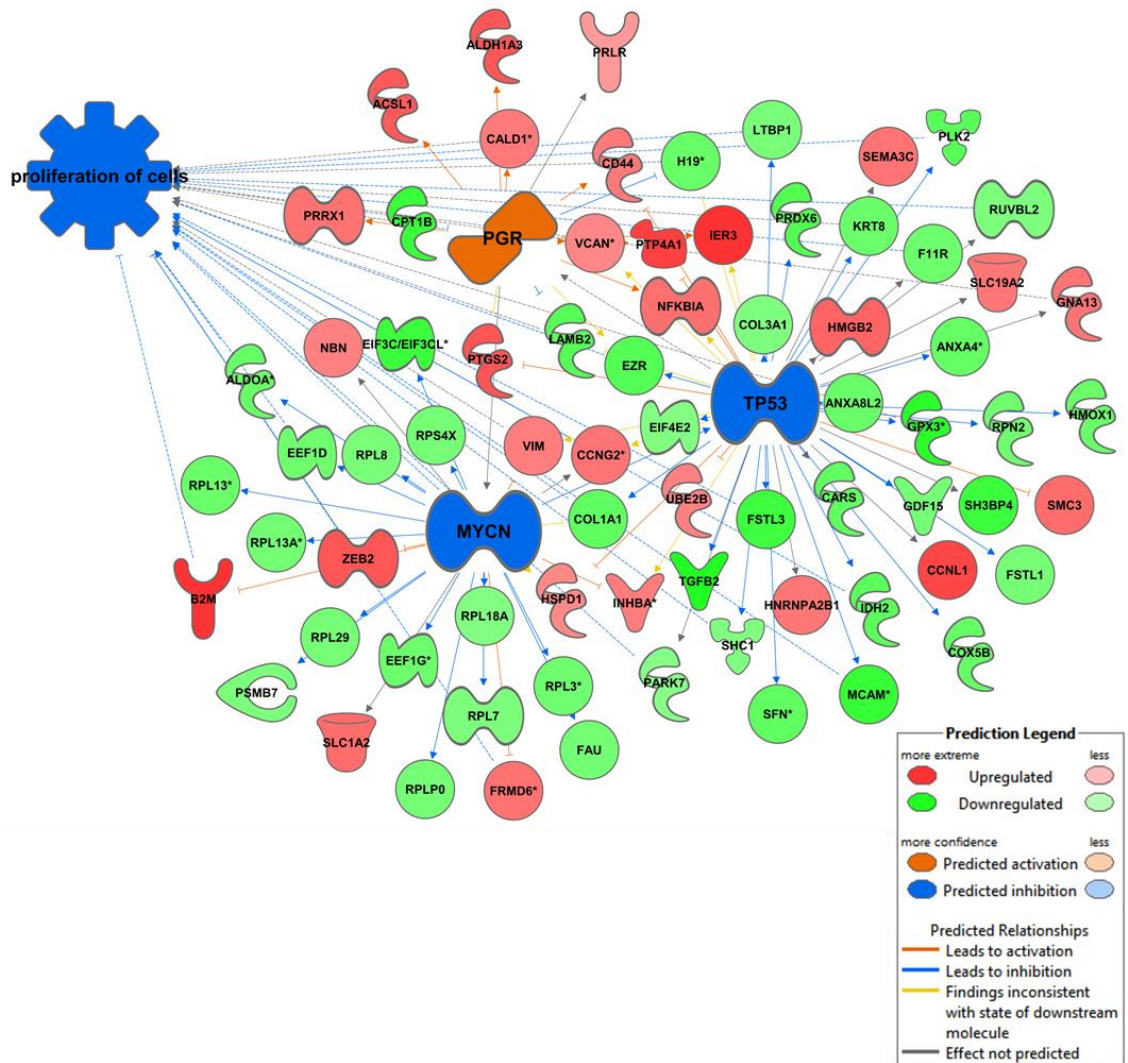 ALDH1A3
PRLR
ACSL1
CALD1*
LTBP1
PLK2
H19*
CD44
SEMA3C
proliferation of cells
PRRX1
CPT1B
PGR
PRDX6
RUVBL2
KRT8
VCAN*
PTP4A1
IER3
F11R
SLC19A2
NFKBIA
GNA13
COL3A1
HMGB2
NBN
EIF3C/EIF3CL*
LAMB2
ANXA4*
PTGS2
EZR
ALDOA*
TP53
ANXA8L2
HMOX1
EIF4E2
GPX3*
RPN2
RPS4X
EEF1D
RPL8
VIM
CCNG2*
RPL13*
UBE2B
CARS
GDF15
SH3BP4
SMC3
MYCN
COL1A1
FSTL3
RPL13A*
ZEB2
CCNL1
FSTL1
B2M
TGFB2
HSPD1
INHBA*
HNRNPA2B1
IDH2
RPL18A
RPL29
SHC1
COX5B
EEF1G*
PARK7
PSMB7
RPL3*
MCAM*
RPL7
SFN*
SLC1A2
FAU
RPLP0
FRMD6*
Prediction Legend
more extreme less
Upregulated
Downregulated
more confidence less
Predicted activation
Predicted inhibition
Predicted Relationships
Leads to activation
Leads to inhibition
Findings inconsistent
with state of downstream
molecule
Effect not predicted